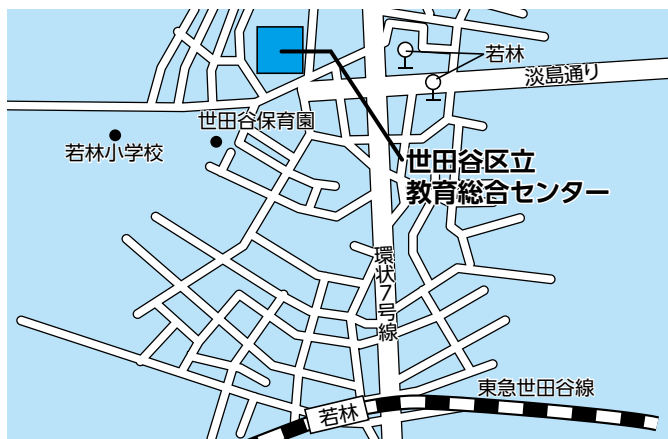 若林
淡島通り
世田谷保育園
若林小学校
世田谷区立
教育総合センター
環状7号線
東急世田谷線
若林